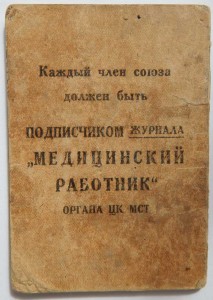 Каждый член союза
должен быть
ПОДПИСЧИКОМ ЖУРНАЛА
„МЕДИЦИНСКИЙ
РАБОТНИК“
ОРГАНА ЦК МСТ